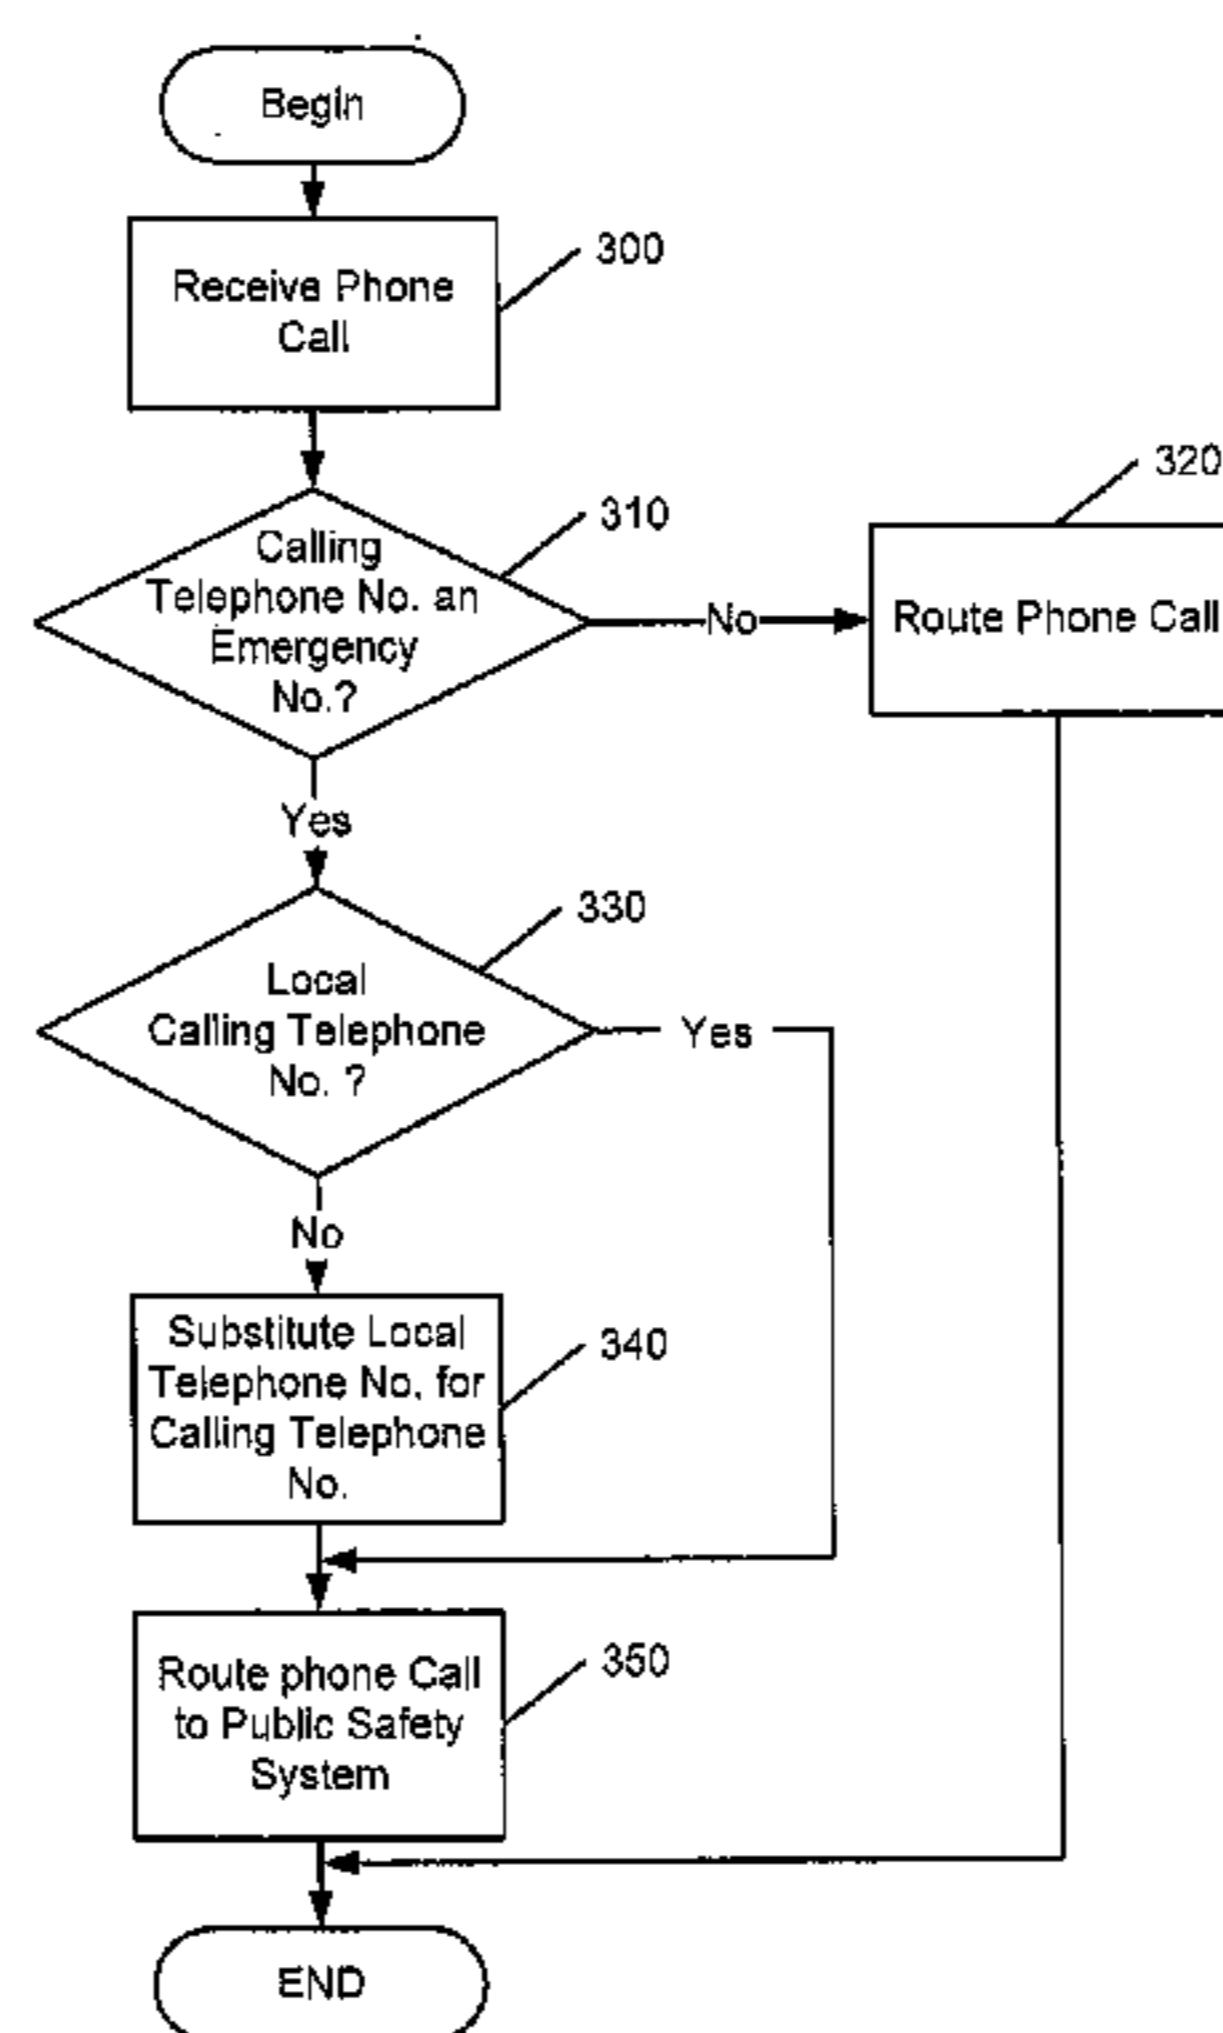 Begin
300
Receive Phone
Call
310
320
Calling
Telephone No. an
Emergency
No.?
No
Route Phone Call
Yes
330
Local
Calling Telephone
No. ?
Yes
No
Substitute Local
Telephone No. for
Calling Telephone
No.
340
Route phone Call
to Public Safety
System
350
END